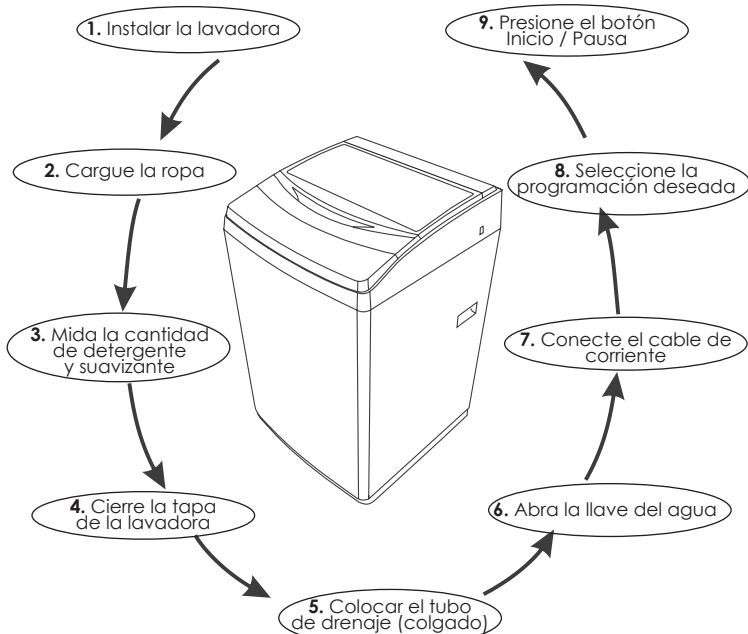 1. Instalar la lavadora
2. Cargue la ropa
3. Mida la cantidad
de detergente
y suavizante
4. Cierre la tapa
de la lavadora
5. Colocar el tubo
de drenaje (colgado)
6. Abra la llave del agua
7. Conecte el cable de
corriente
8. Seleccione la
programación deseada
9. Presione el botón
Inicio / Pausa